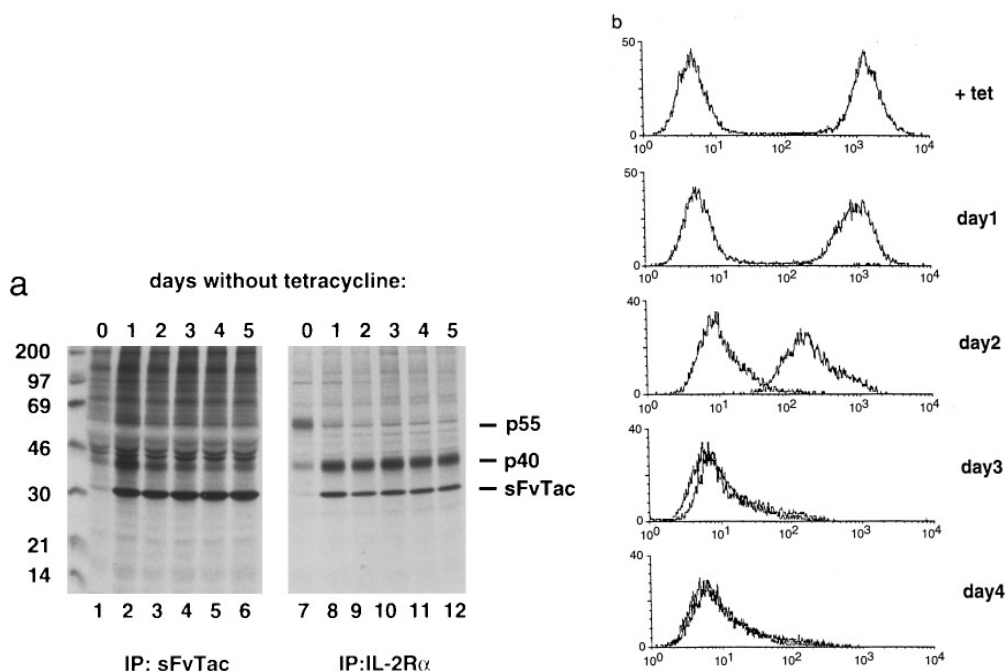 a
days without tetracycline:
0 1 2 3 4 5
0 1 2 3 4 5
200
97
69
46
30
21
14
p55
p40
sFvTac
1 2 3 4 5 6
7 8 9 10 11 12
IP: sFvTac
IP:IL-2Rα
b
50
0
10⁰ 10¹ 10² 10³ 10⁴
+ tet
50
0
10⁰ 10¹ 10² 10³ 10⁴
day1
40
0
10⁰ 10¹ 10² 10³ 10⁴
day2
40
0
10⁰ 10¹ 10² 10³ 10⁴
day3
40
0
10⁰ 10¹ 10² 10³ 10⁴
day4